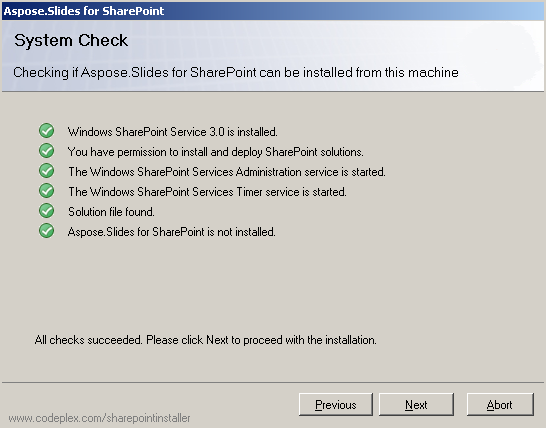 Aspose.Slides for SharePoint
System Check
Checking if Aspose.Slides for SharePoint can be installed from this machine
Windows SharePoint Service 3.0 is installed.
You have permission to install and deploy SharePoint solutions.
The Windows SharePoint Services Administration service is started.
The Windows SharePoint Services Timer service is started.
Solution file found.
Aspose.Slides for SharePoint is not installed.
All checks succeeded. Please click Next to proceed with the installation.
Previous Next Abort
www.codeplex.com/sharepointinstaller